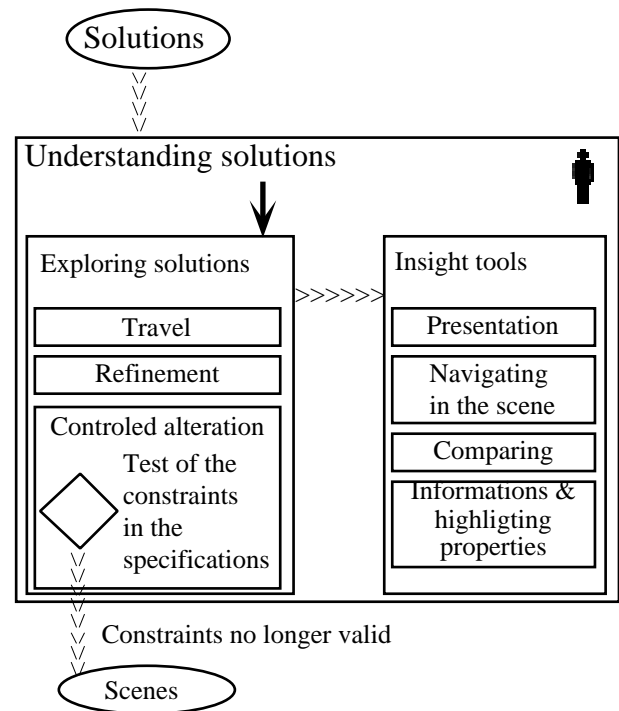 Solutions
Understanding solutions
Exploring solutions
Travel
Refinement
Controled alteration
Test of the
constraints
in the
specifications
>>>>>>
Insight tools
Presentation
Navigating
in the scene
Comparing
Informations &
highligting
properties
Constraints no longer valid
Scenes